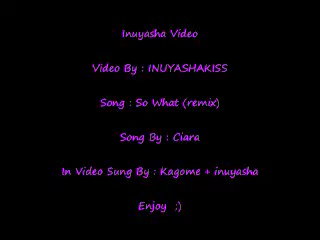 Inuyasha Video
Video By : INUYASHAKISS
Song : So What (remix)
Song By : Ciara
In Video Sung By : Kagome + inuyasha
Enjoy ;)